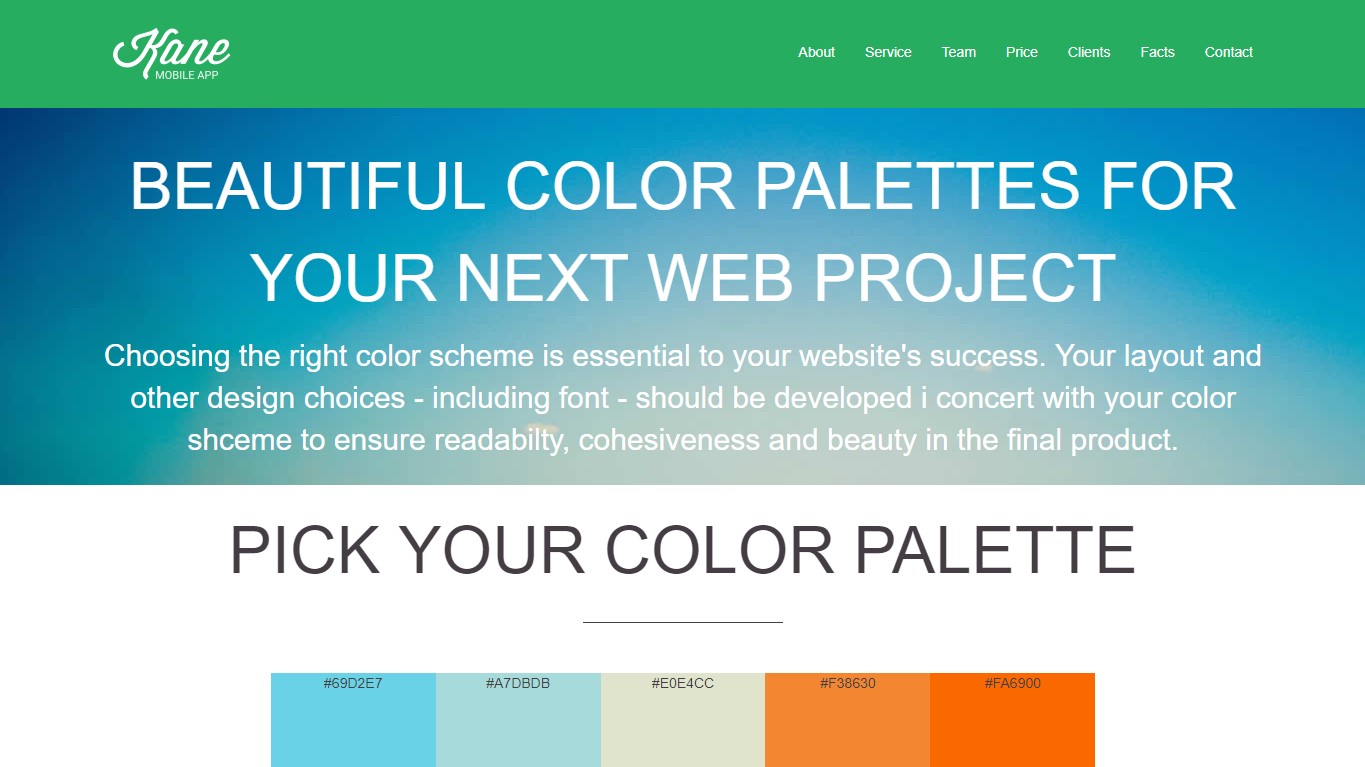 Kane
MOBILE APP
About Service Team Price Clients Facts Contact
BEAUTIFUL COLOR PALETTES FOR
YOUR NEXT WEB PROJECT
Choosing the right color scheme is essential to your website's success. Your layout and
other design choices - including font - should be developed i concert with your color
shceme to ensure readabilty, cohesiveness and beauty in the final product.
PICK YOUR COLOR PALETTE
#69D2E7 #A7DBDB #E0E4CC #F38630 #FA6900